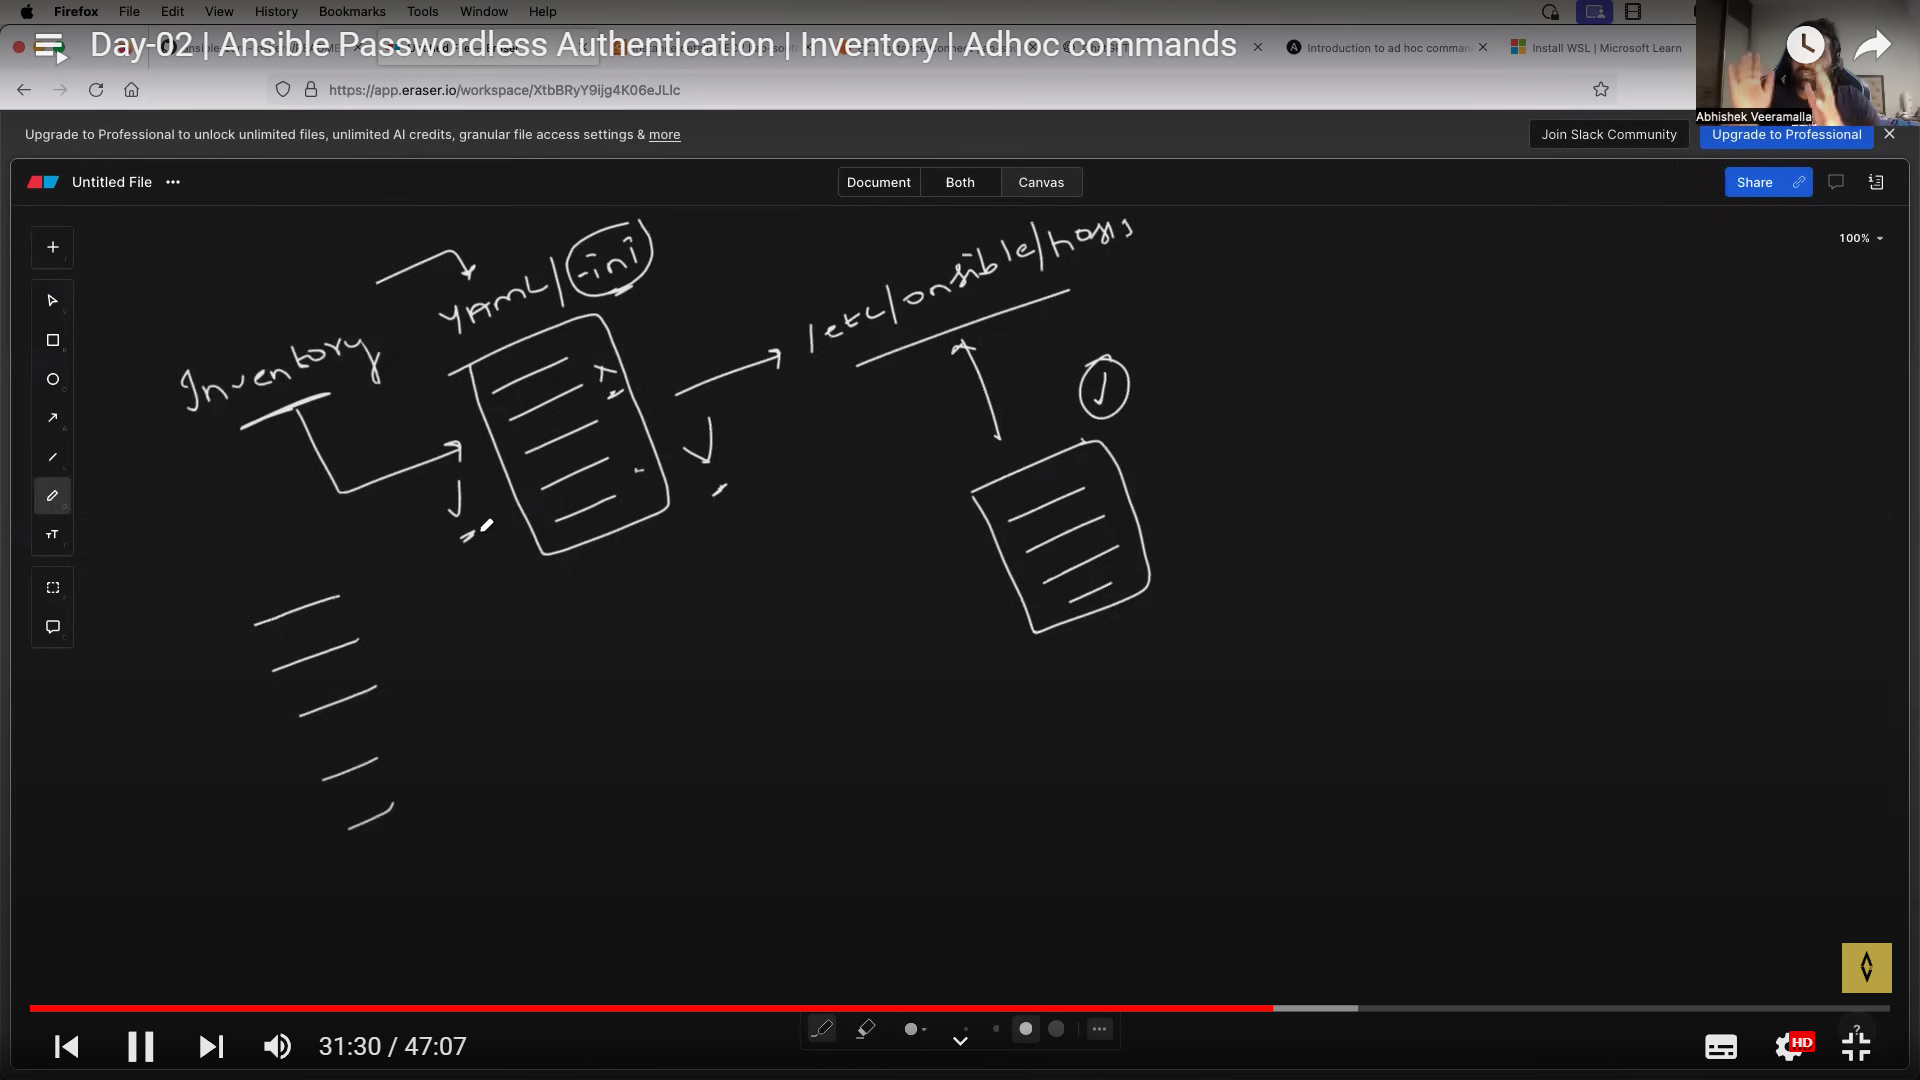 Firefox File Edit View History Bookmarks Tools Window Help
Day-02 | Ansible Passwordless Authentication | Inventory | Adhoc commands
Introduction to ad hoc comman
Install WSL | Microsoft Learn
https://app.eraser.io/workspace/XtbBRyY9ijg4K06eJLlc
Abhishek Veeramalla
Upgrade to Professional to unlock unlimited files, unlimited AI credits, granular file access settings & more
Join Slack Community
Upgrade to Professional
Untitled File
Document Both Canvas
Share
100%
YAML/.ini
/etc/ansible/hosts
Inventory
31:30 / 47:07
HD